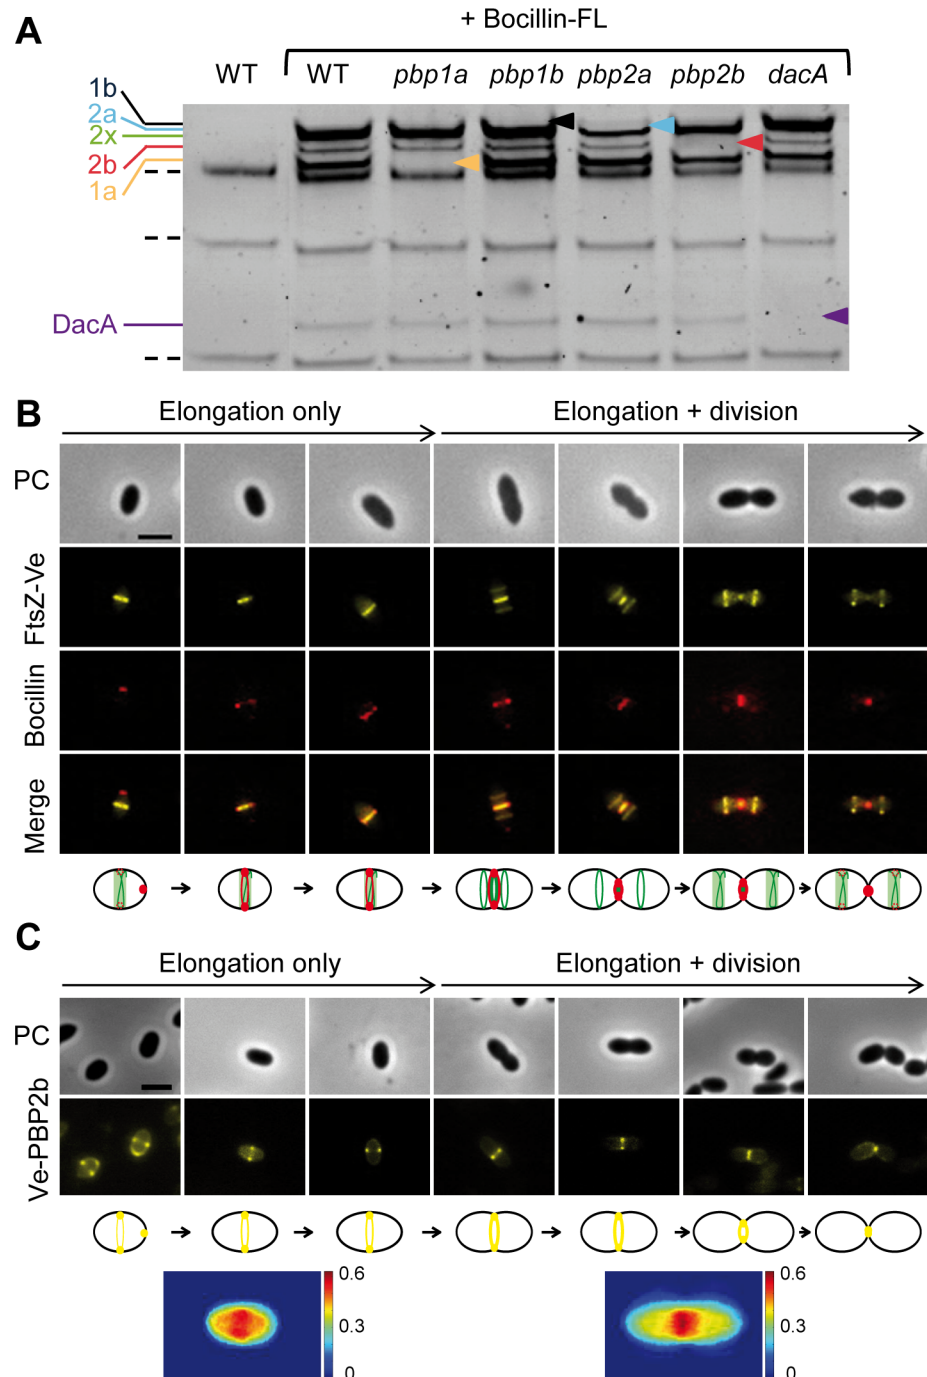 A
+ Bocillin-FL
WT WT pbp1a pbp1b pbp2a pbp2b dacA
1b
2a
2x
2b
1a
DacA
B
Elongation only Elongation + division
PC
FtsZ-Ve
Bocillin
Merge
C
Elongation only Elongation + division
PC
Ve-PBP2b
0.6 0.6
0.3 0.3
0 0